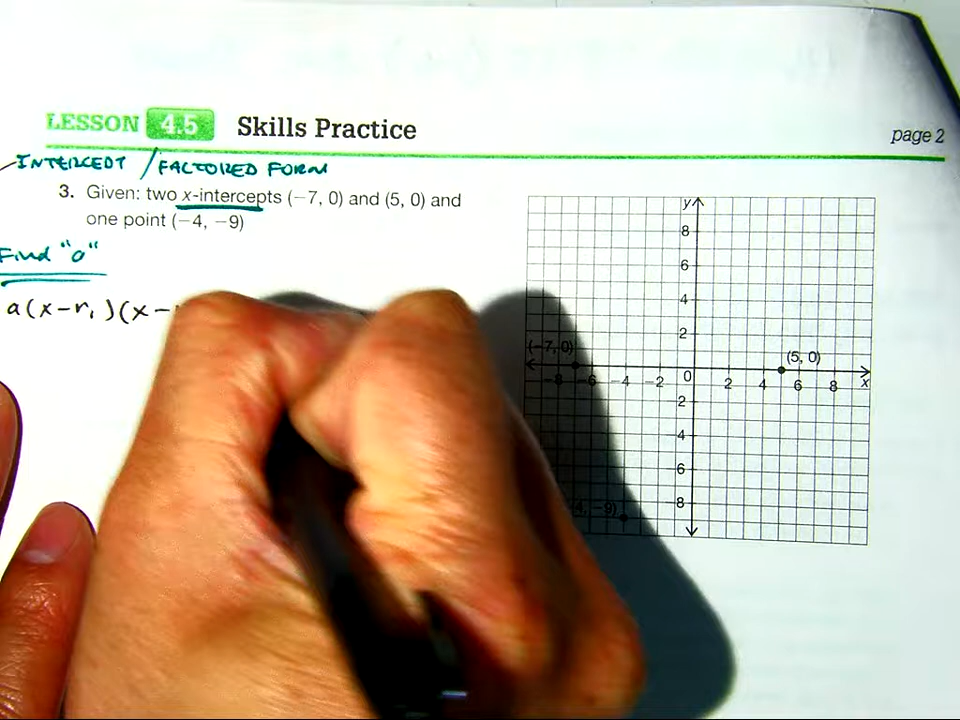 LESSON 4.5 Skills Practice page 2
INTERCEPT / FACTORED FORM
3. Given: two x-intercepts (−7, 0) and (5, 0) and
one point (−4, −9)
Find "a"
a(x-r₁)(x-
y
8
6
4
2
(−7, 0) (5, 0)
−8 −6 −4 −2 0 2 4 6 8 x
2
4
6
8
4, −9)